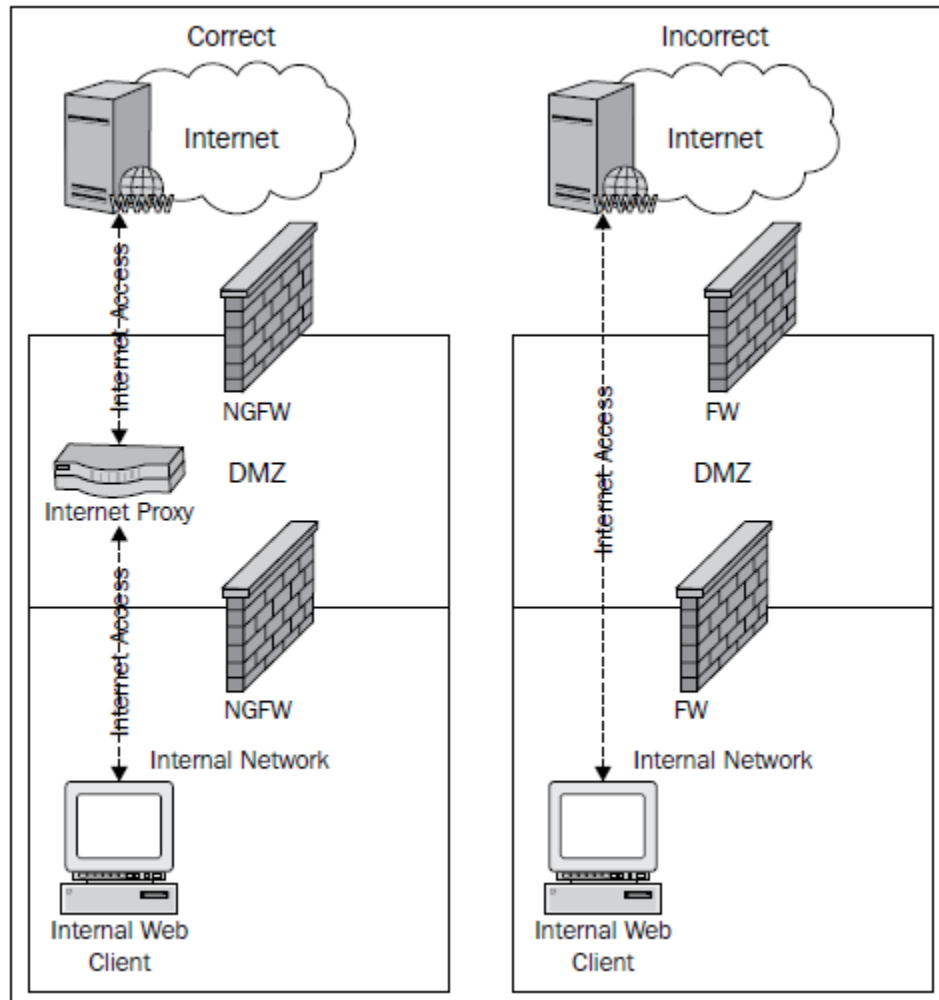 Correct
Internet
WWW
Internet Access
NGFW
DMZ
Internet Proxy
Internet Access
NGFW
Internal Network
Internal Web
Client
Incorrect
Internet
WWW
FW
Internet Access
DMZ
FW
Internal Network
Internal Web
Client